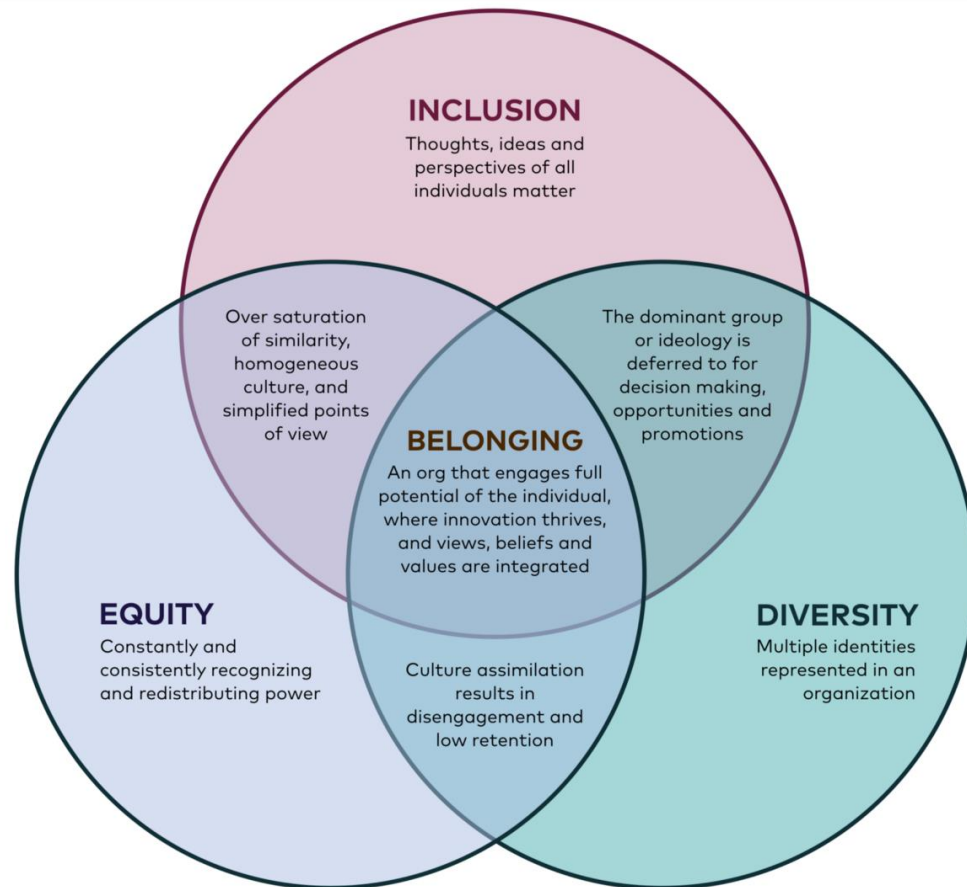 INCLUSION
Thoughts, ideas and
perspectives of all
individuals matter
Over saturation
of similarity,
homogeneous
culture, and
simplified points
of view
The dominant group
or ideology is
deferred to for
decision making,
opportunities and
promotions
BELONGING
An org that engages full
potential of the individual,
where innovation thrives,
and views, beliefs and
values are integrated
EQUITY
Constantly and
consistently recognizing
and redistributing power
DIVERSITY
Multiple identities
represented in an
organization
Culture assimilation
results in
disengagement and
low retention